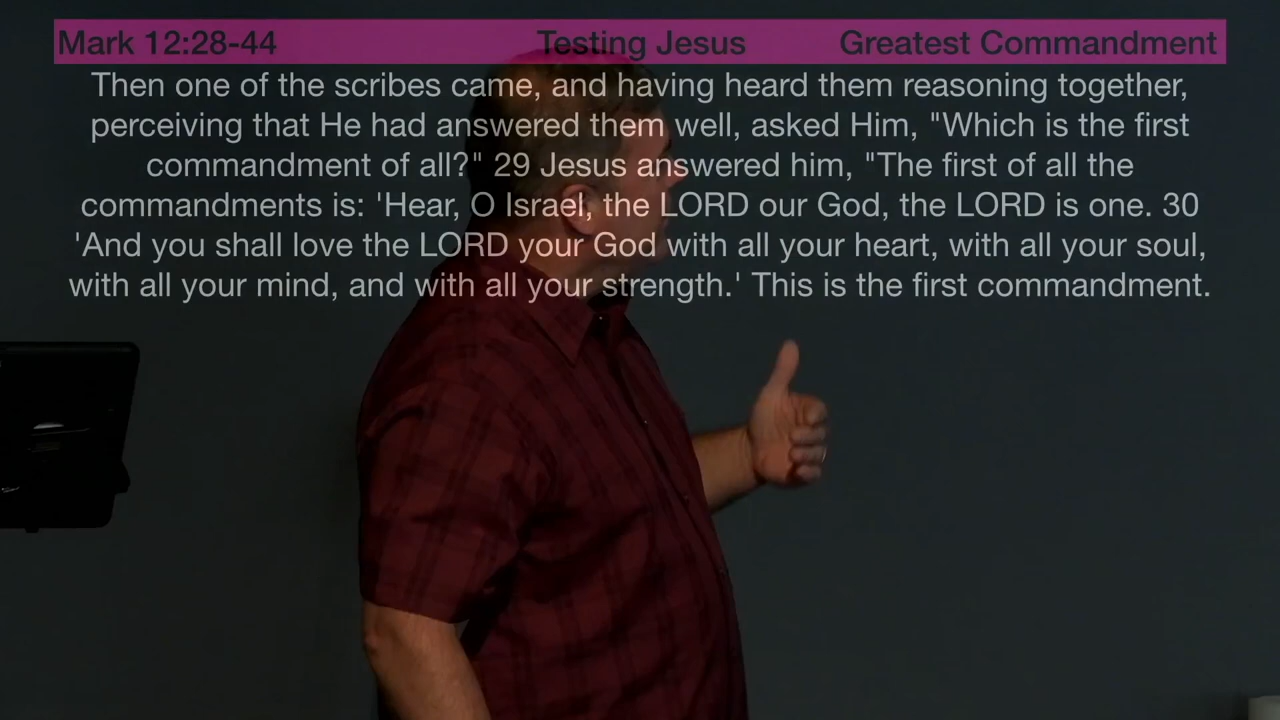 Mark 12:28-44 Testing Jesus Greatest Commandment
Then one of the scribes came, and having heard them reasoning together,
perceiving that He had answered them well, asked Him, "Which is the first
commandment of all?" 29 Jesus answered him, "The first of all the
commandments is: 'Hear, O Israel, the LORD our God, the LORD is one. 30
'And you shall love the LORD your God with all your heart, with all your soul,
with all your mind, and with all your strength.' This is the first commandment.